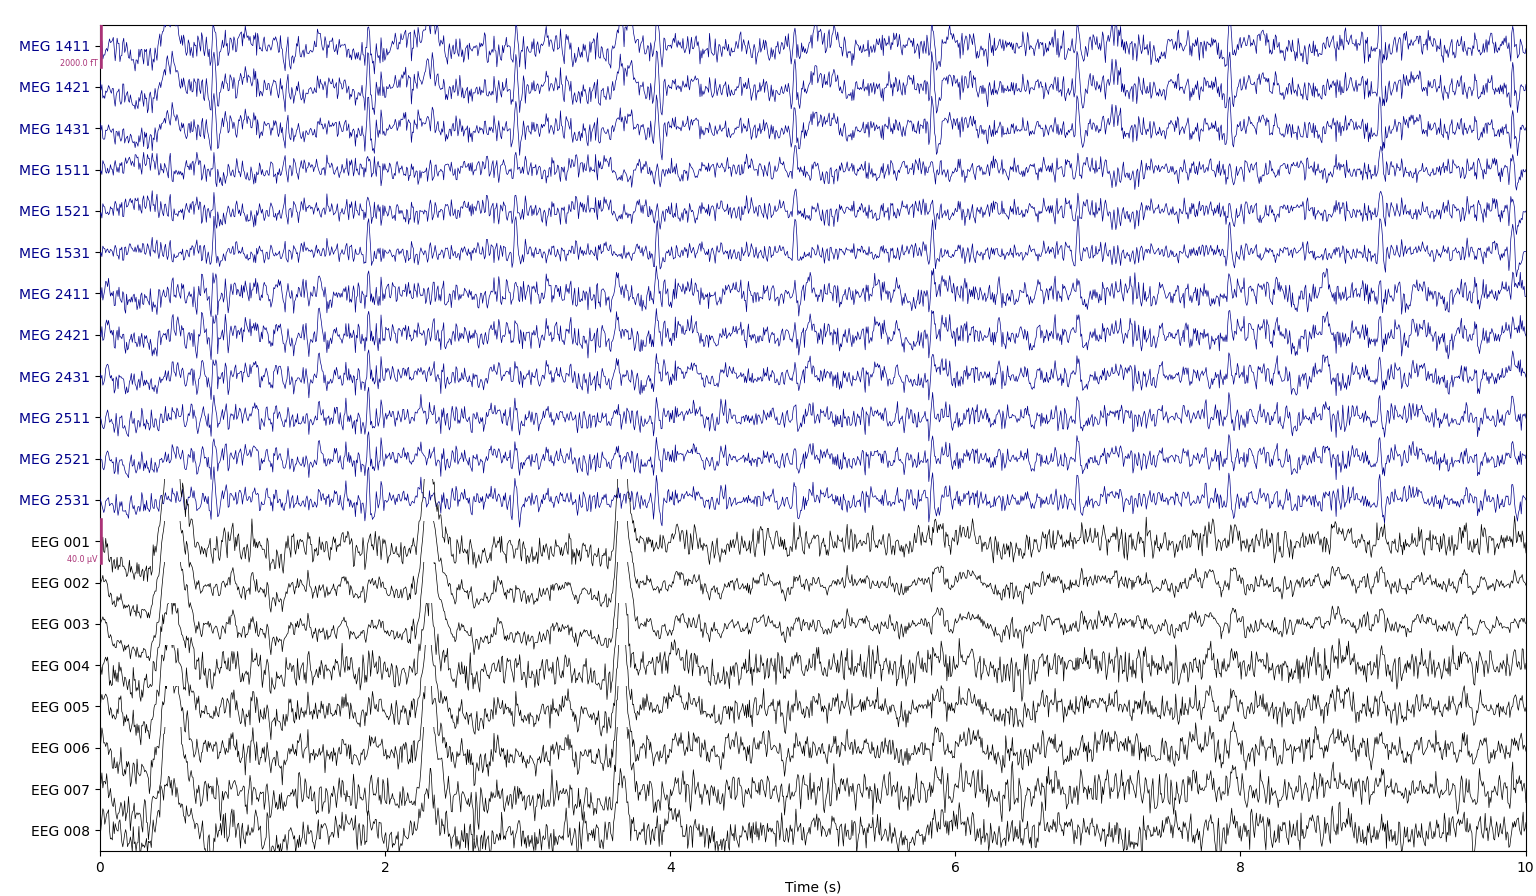 MEG 1411
2000.0 fT
MEG 1421
MEG 1431
MEG 1511
MEG 1521
MEG 1531
MEG 2411
MEG 2421
MEG 2431
MEG 2511
MEG 2521
MEG 2531
EEG 001
40.0 µV
EEG 002
EEG 003
EEG 004
EEG 005
EEG 006
EEG 007
EEG 008
0 2 4 6 8 10
Time (s)